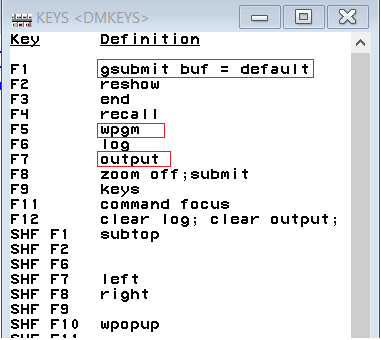 KEYS <DMKEYS>
Key Definition
F1 gsubmit buf = default
F2 reshow
F3 end
F4 recall
F5 wpgm
F6 log
F7 output
F8 zoom off;submit
F9 keys
F11 command focus
F12 clear log; clear output;
SHF F1 subtop
SHF F2
SHF F6
SHF F7 left
SHF F8 right
SHF F9
SHF F10 wpopup